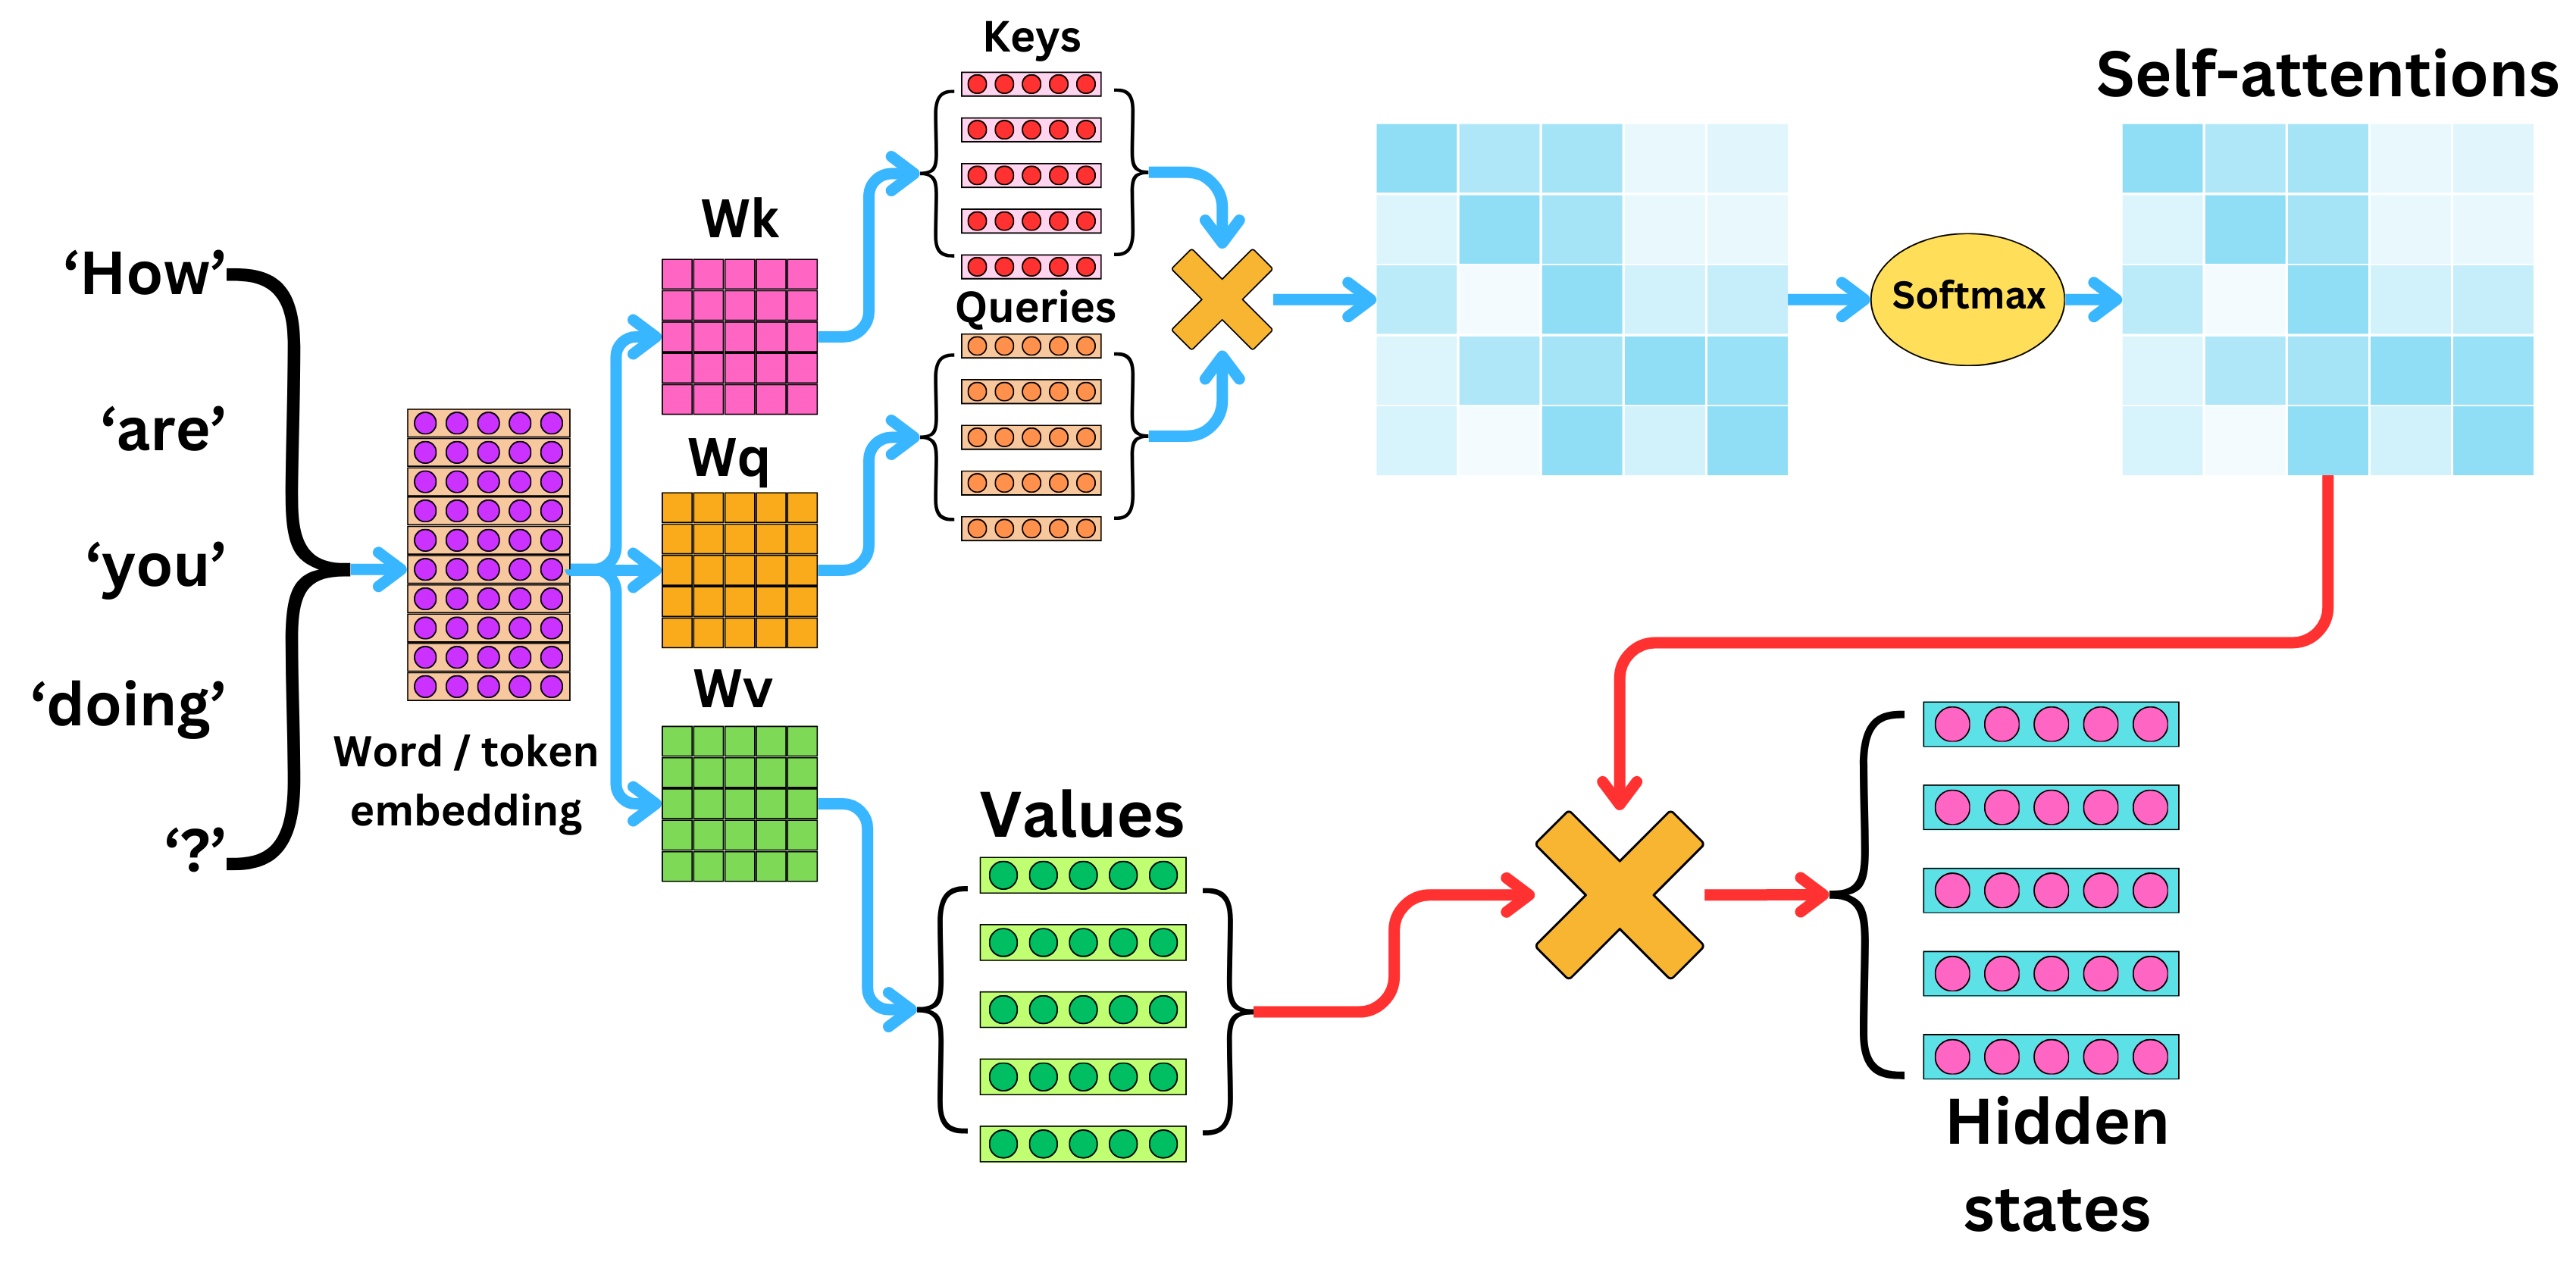 ‘How’
‘are’
‘you’
‘doing’
‘?’
Word / token
embedding
Wk
Wq
Wv
Keys
Queries
Values
Softmax
Self-attentions
Hidden
states